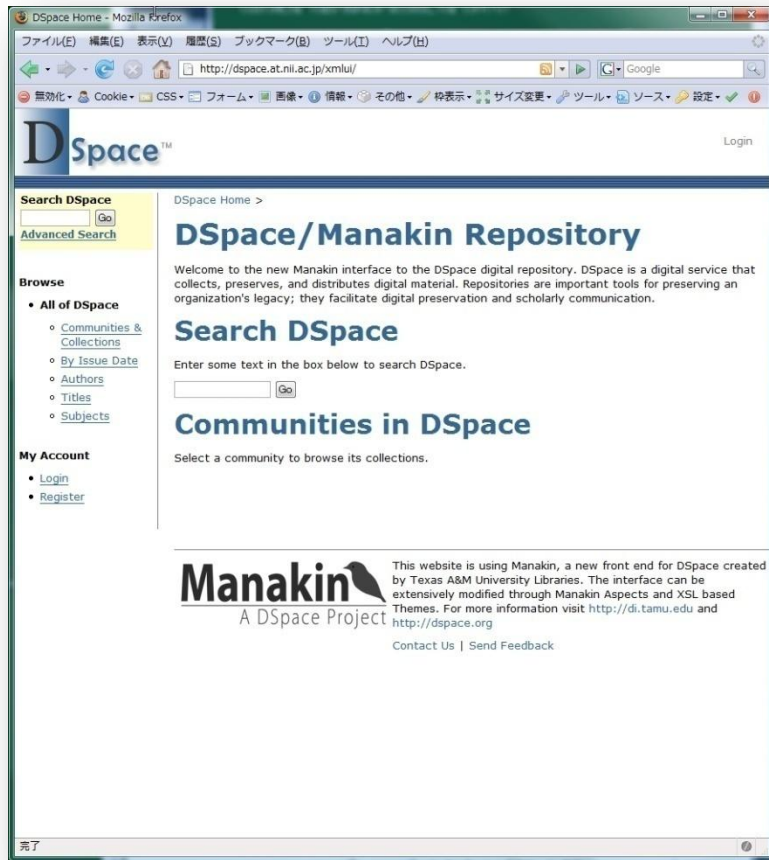 DSpace Home - Mozilla Firefox
ファイル(F) 編集(E) 表示(V) 履歴(S) ブックマーク(B) ツール(T) ヘルプ(H)
http://dspace.at.nii.ac.jp/xmlui/
G Google
無効化 Cookie CSS フォーム 画像 情報 その他 枠表示 サイズ変更 ツール ソース 設定
DSpace™
Login
Search DSpace
Go
Advanced Search
Browse
All of DSpace
Communities &
Collections
By Issue Date
Authors
Titles
Subjects
My Account
Login
Register
DSpace Home >
DSpace/Manakin Repository
Welcome to the new Manakin interface to the DSpace digital repository. DSpace is a digital service that
collects, preserves, and distributes digital material. Repositories are important tools for preserving an
organization's legacy; they facilitate digital preservation and scholarly communication.
Search DSpace
Enter some text in the box below to search DSpace.
Go
Communities in DSpace
Select a community to browse its collections.
Manakin
A DSpace Project
This website is using Manakin, a new front end for DSpace created
by Texas A&M University Libraries. The interface can be
extensively modified through Manakin Aspects and XSL based
Themes. For more information visit http://di.tamu.edu and
http://dspace.org
Contact Us | Send Feedback
完了